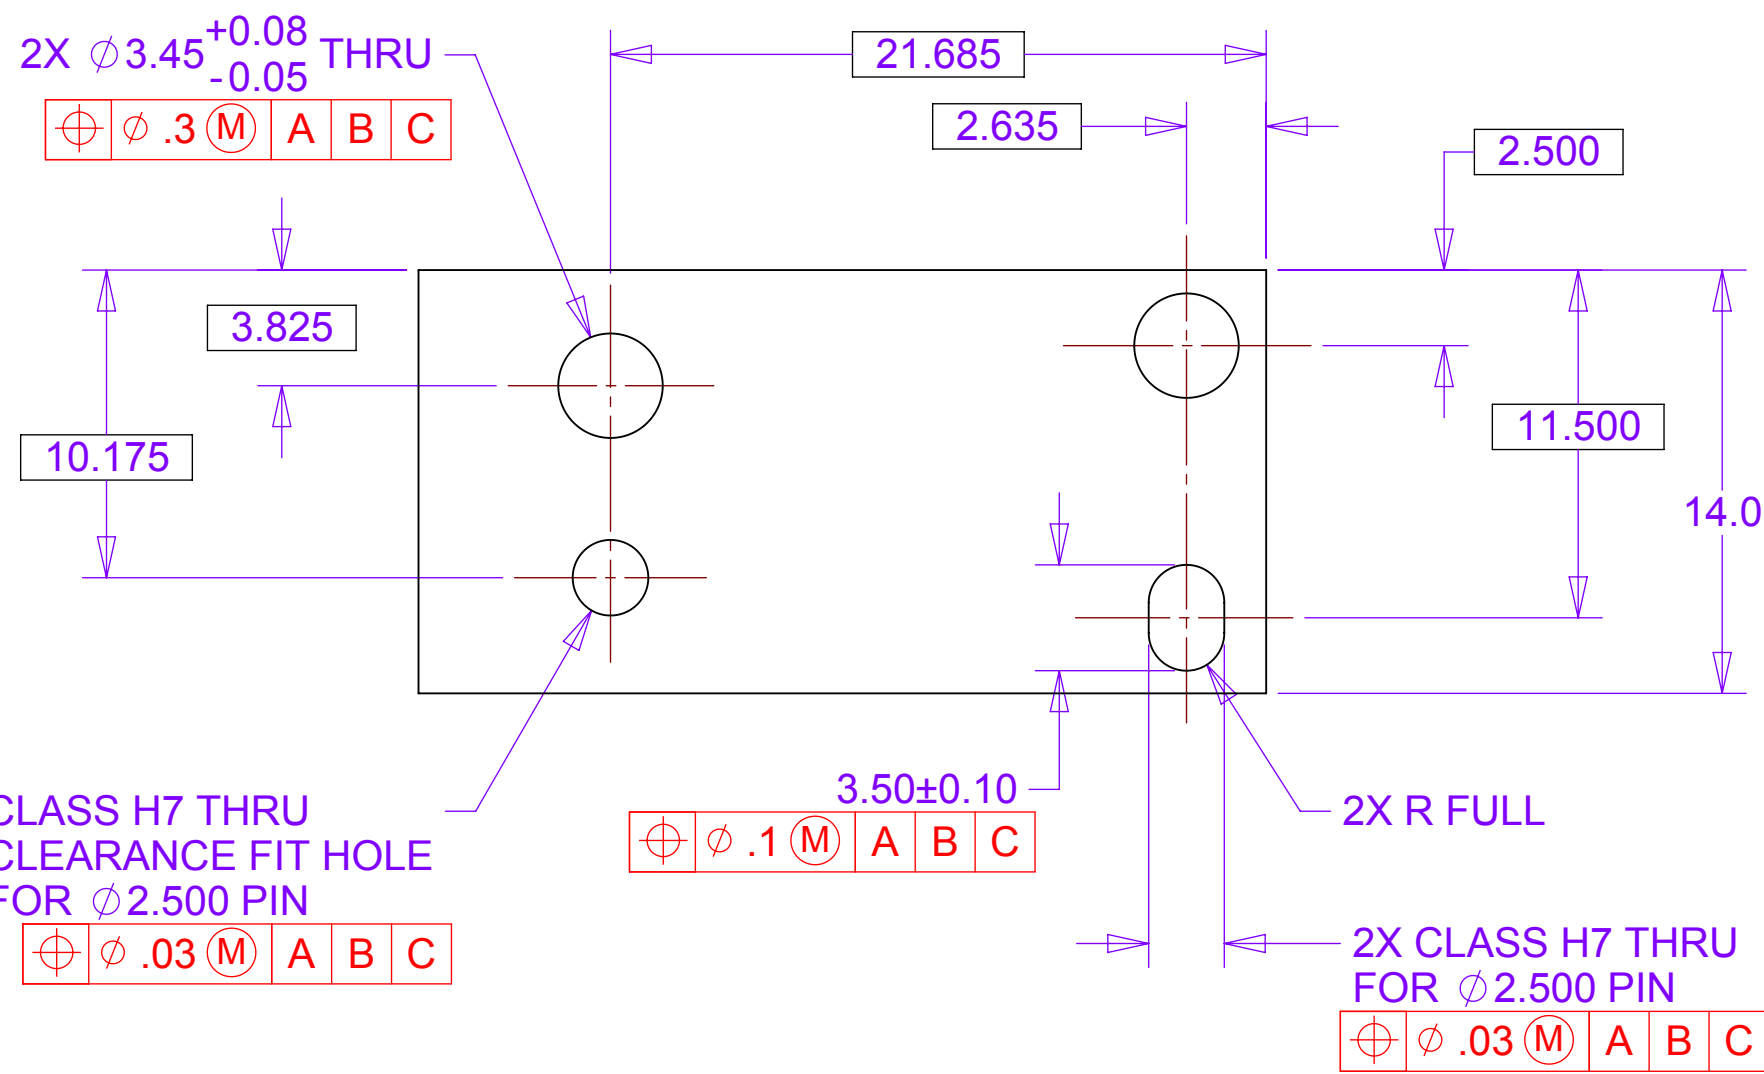 2X ⌀3.45 +0.08 -0.05 THRU
⌖ ⌀ .3 Ⓜ A B C
21.685
2.635
2.500
3.825
10.175
11.500
14.0
CLASS H7 THRU
CLEARANCE FIT HOLE
FOR ⌀2.500 PIN
⌖ ⌀ .03 Ⓜ A B C
3.50±0.10
⌖ ⌀ .1 Ⓜ A B C
2X R FULL
2X CLASS H7 THRU
FOR ⌀2.500 PIN
⌖ ⌀ .03 Ⓜ A B C